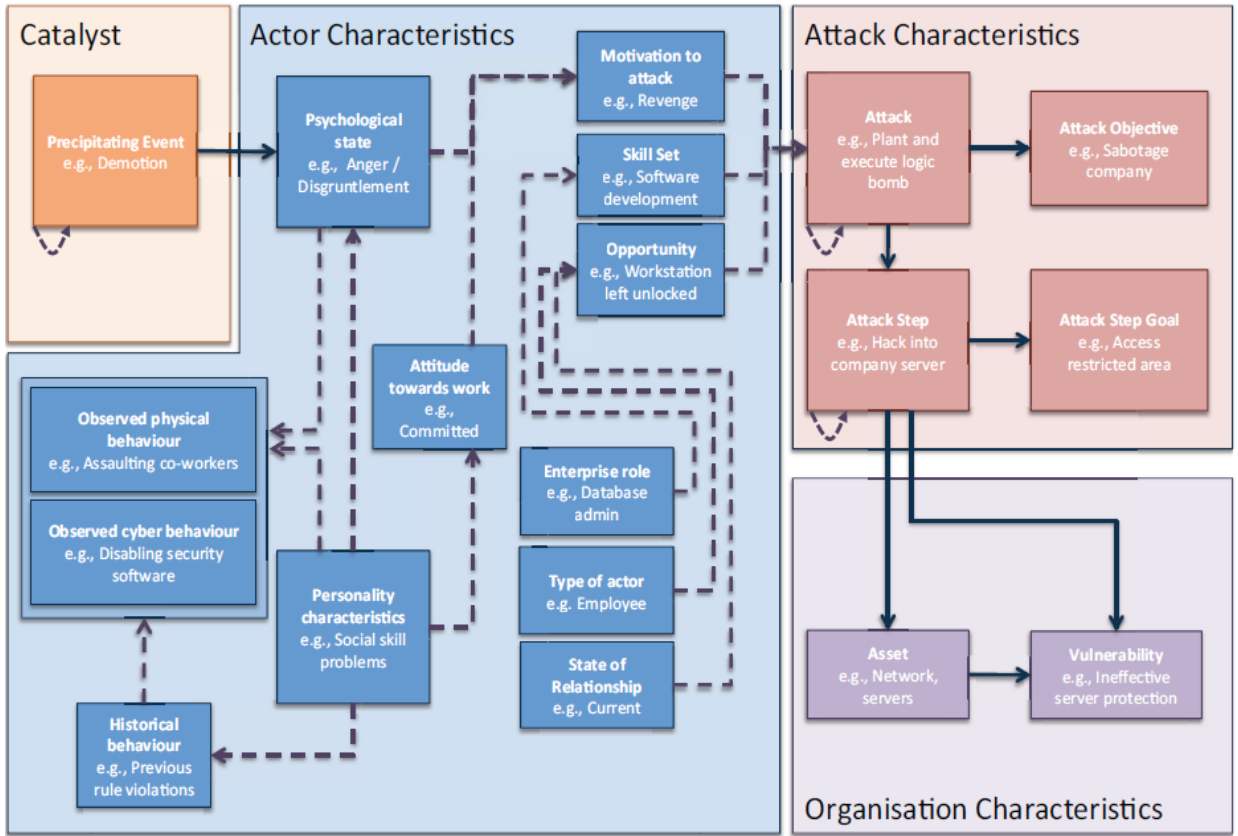 Catalyst
Precipitating Event
e.g., Demotion
Actor Characteristics
Psychological
state
e.g., Anger /
Disgruntlement
Motivation to
attack
e.g., Revenge
Skill Set
e.g., Software
development
Opportunity
e.g., Workstation
left unlocked
Attitude
towards work
e.g.,
Committed
Observed physical
behaviour
e.g., Assaulting co-workers
Observed cyber behaviour
e.g., Disabling security
software
Personality
characteristics
e.g., Social skill
problems
Historical
behaviour
e.g., Previous
rule violations
Enterprise role
e.g., Database
admin
Type of actor
e.g. Employee
State of
Relationship
e.g., Current
Attack Characteristics
Attack
e.g., Plant and
execute logic
bomb
Attack Objective
e.g., Sabotage
company
Attack Step
e.g., Hack into
company server
Attack Step Goal
e.g., Access
restricted area
Asset
e.g., Network,
servers
Vulnerability
e.g., Ineffective
server protection
Organisation Characteristics